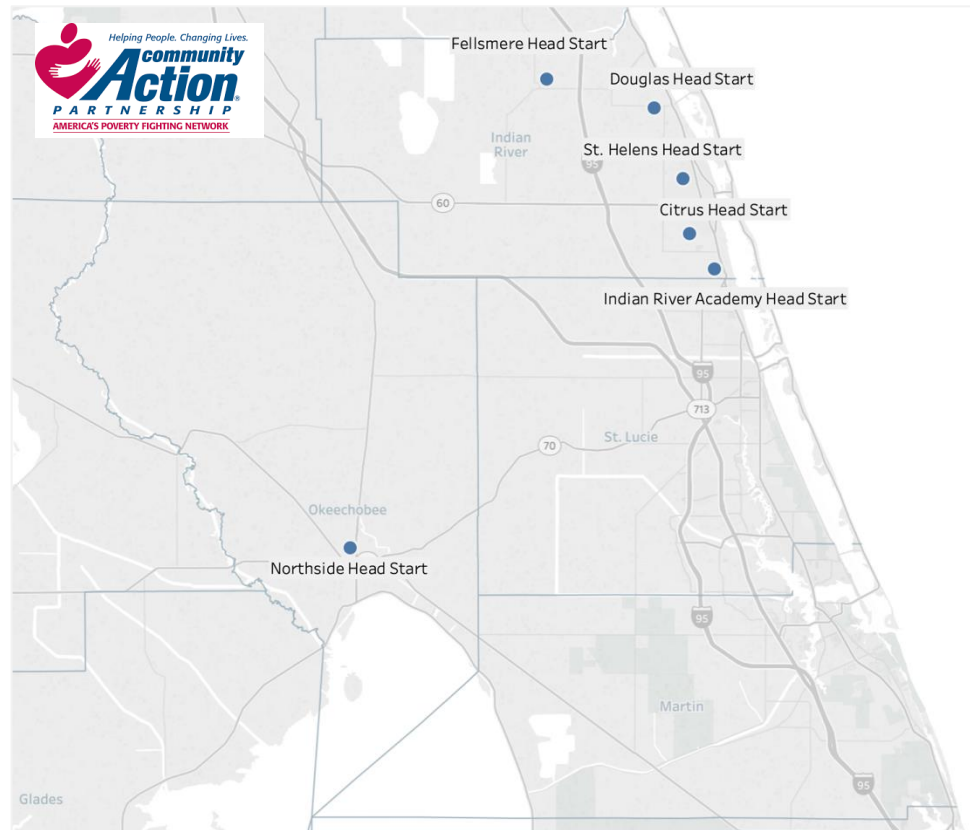 Helping People. Changing Lives.
community
Action®
PARTNERSHIP
AMERICA'S POVERTY FIGHTING NETWORK
Fellsmere Head Start
Douglas Head Start
Indian
River
St. Helens Head Start
95
60
Citrus Head Start
Indian River Academy Head Start
95
713
70
St. Lucie
Okeechobee
Northside Head Start
95
Martin
95
Glades